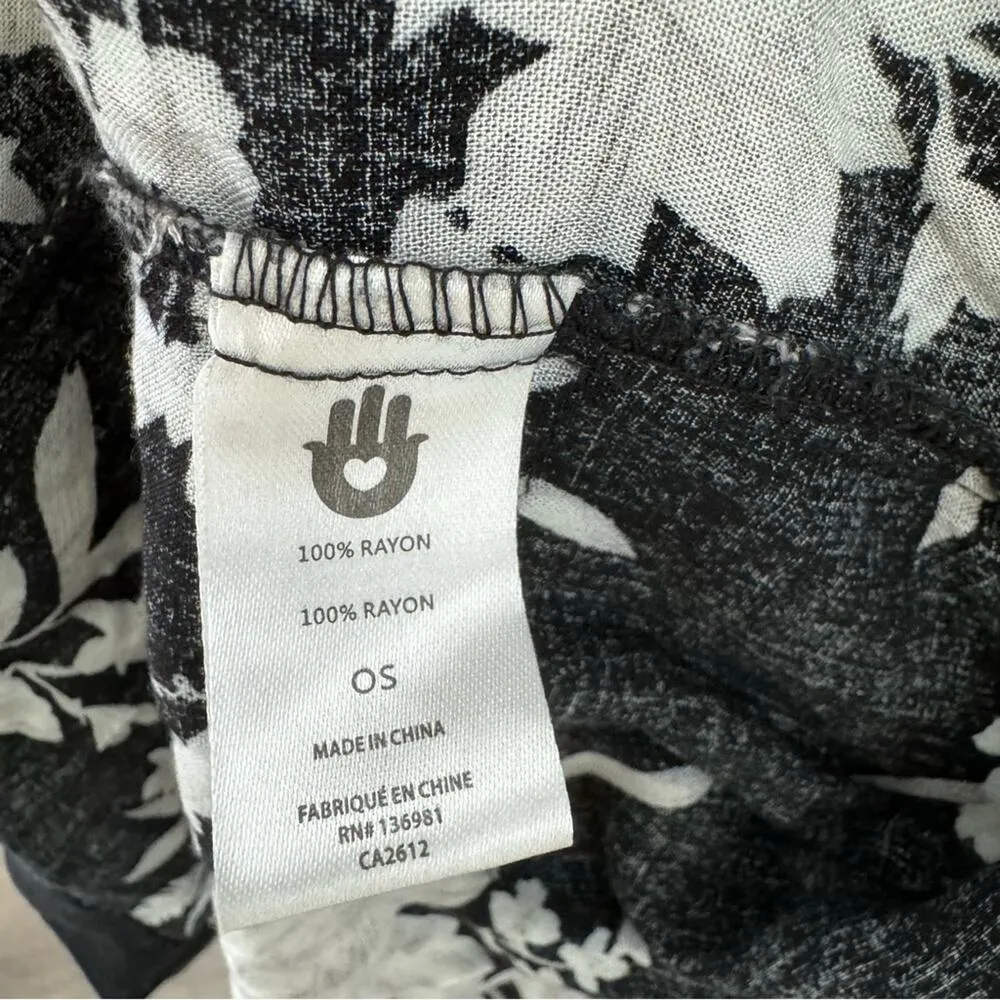 100% RAYON
100% RAYON
OS
MADE IN CHINA
FABRIQUÉ EN CHINE
RN# 136981
CA2612